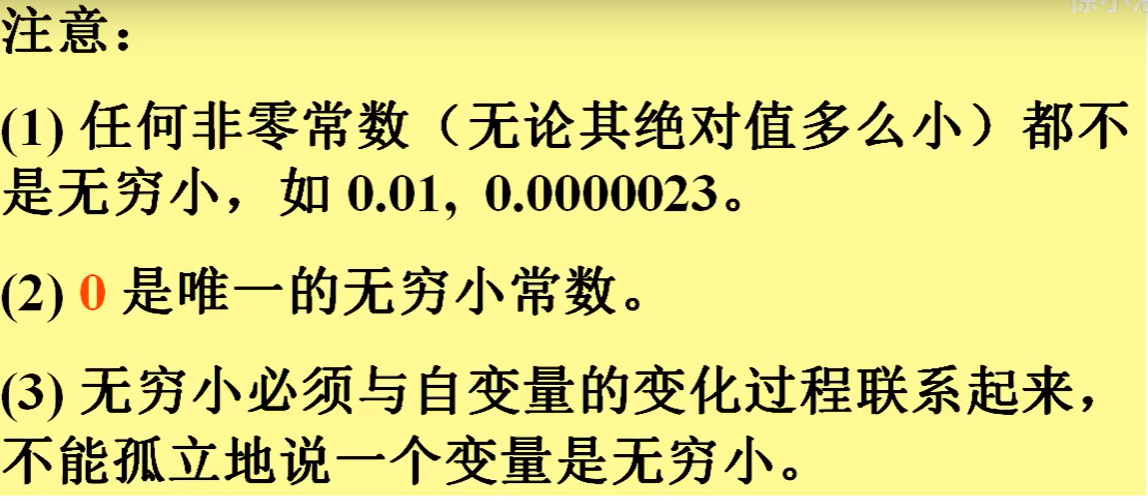 注意：
(1) 任何非零常数（无论其绝对值多么小）都不
是无穷小，如 0.01, 0.0000023。
(2) 0 是唯一的无穷小常数。
(3) 无穷小必须与自变量的变化过程联系起来，
不能孤立地说一个变量是无穷小。